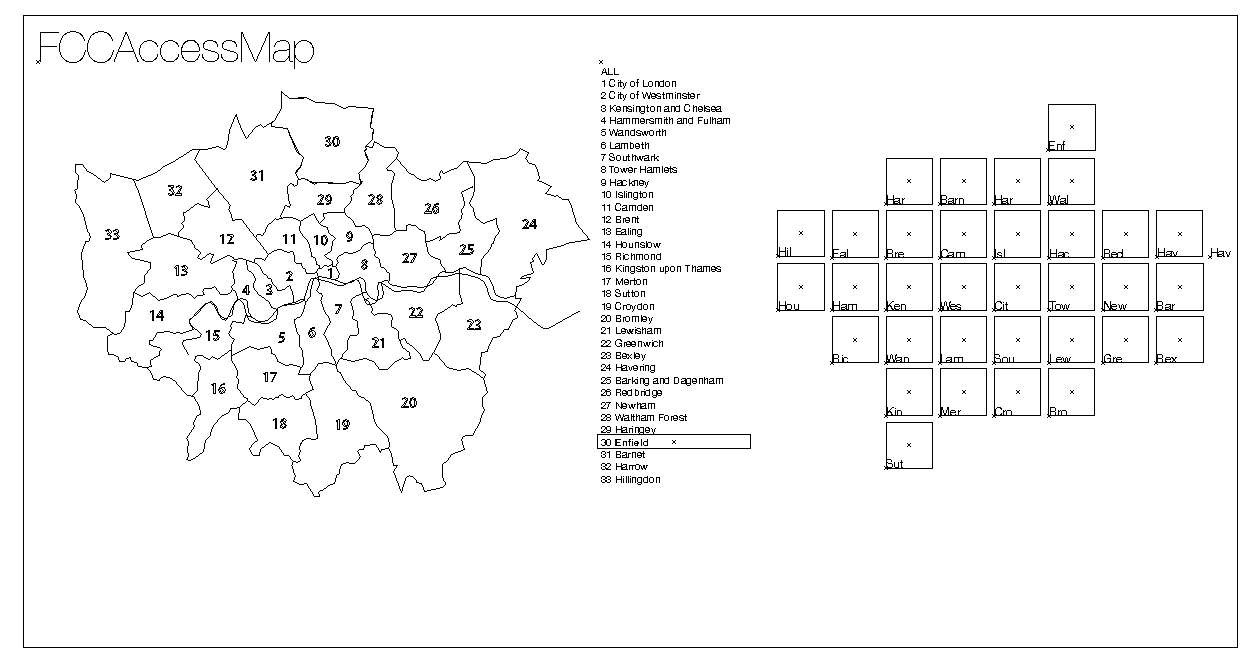 FCCAccessMap
ALL
1 City of London
2 City of Westminster
3 Kensington and Chelsea
4 Hammersmith and Fulham
5 Wandsworth
6 Lambeth
7 Southwark
8 Tower Hamlets
9 Hackney
10 Islington
11 Camden
12 Brent
13 Ealing
14 Hounslow
15 Richmond
16 Kingston upon Thames
17 Merton
18 Sutton
19 Croydon
20 Bromley
21 Lewisham
22 Greenwich
23 Bexley
24 Havering
25 Barking and Dagenham
26 Redbridge
27 Newham
28 Waltham Forest
29 Haringey
30 Enfield
31 Barnet
32 Harrow
33 Hillingdon
30
31
32
29
28
26
24
33
12
11
10
9
25
13
2
1
8
27
4
3
14
15
5
6
7
22
23
21
16
17
20
18
19
Enf
Har Barn Har Wal
Hil Eal Bre Cam Isl Hac Red Hav Hav
Hou Ham Ken Wes Cit Tow New Bar
Ric Wan Lam Sou Lew Gre Bex
Kin Mer Cro Bro
Sut